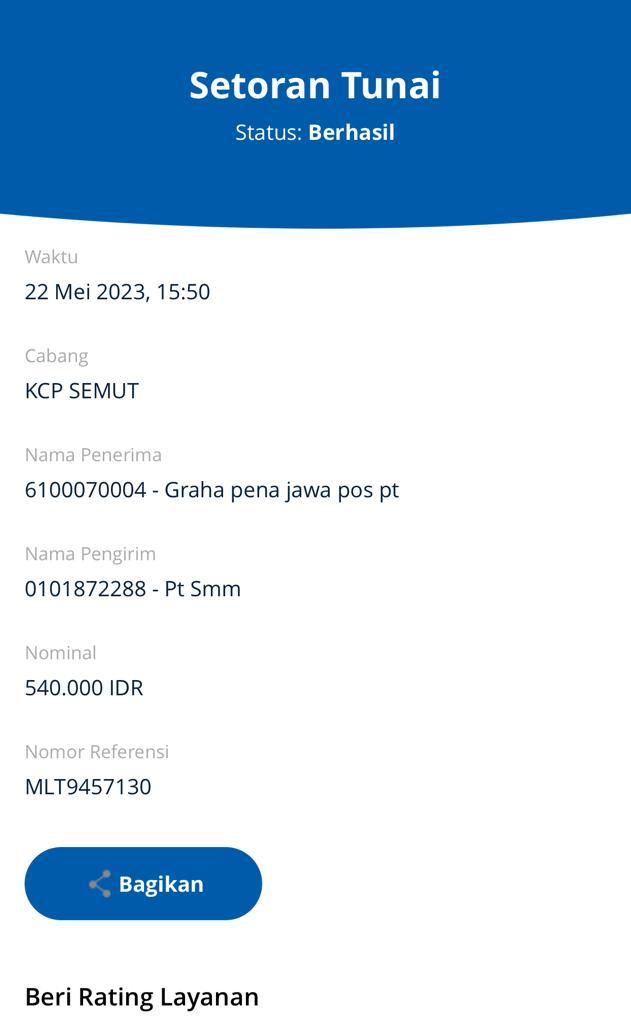 Setoran Tunai
Status: Berhasil
Waktu
22 Mei 2023, 15:50
Cabang
KCP SEMUT
Nama Penerima
6100070004 - Graha pena jawa pos pt
Nama Pengirim
0101872288 - Pt Smm
Nominal
540.000 IDR
Nomor Referensi
MLT9457130
Bagikan
Beri Rating Layanan